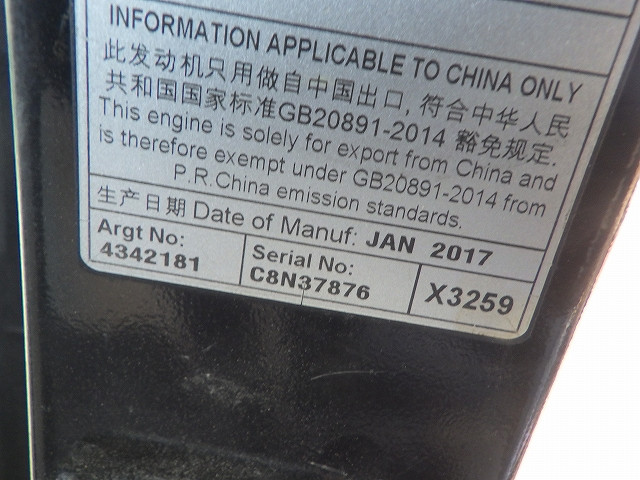 INFORMATION APPLICABLE TO CHINA ONLY
此发动机只用做自中国出口, 符合中华人民
共和国国家标准GB20891-2014 豁免规定.
This engine is solely for export from China and
is therefore exempt under GB20891-2014 from
P.R.China emission standards.
生产日期 Date of Manuf: JAN 2017
Argt No:
4342181
Serial No:
C8N37876
X3259